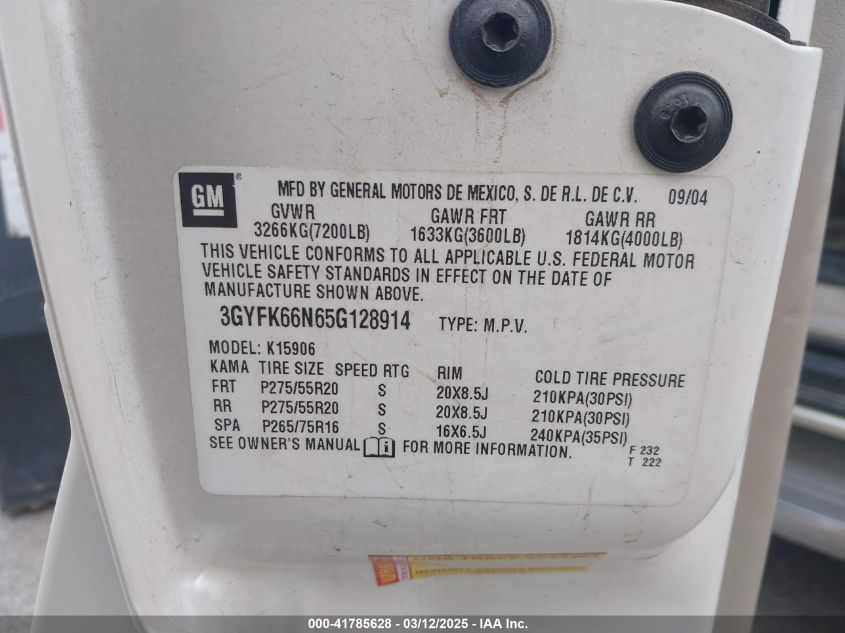 GM ®
MFD BY GENERAL MOTORS DE MEXICO, S. DE R.L. DE C.V. 09/04
GVWR GAWR FRT GAWR RR
3266KG(7200LB) 1633KG(3600LB) 1814KG(4000LB)
THIS VEHICLE CONFORMS TO ALL APPLICABLE U.S. FEDERAL MOTOR
VEHICLE SAFETY STANDARDS IN EFFECT ON THE DATE OF
MANUFACTURE SHOWN ABOVE.
3GYFK66N65G128914 TYPE: M.P.V.
MODEL: K15906
KAMA TIRE SIZE SPEED RTG RIM COLD TIRE PRESSURE
FRT P275/55R20 S 20X8.5J 210KPA(30PSI)
RR P275/55R20 S 20X8.5J 210KPA(30PSI)
SPA P265/75R16 S 16X6.5J 240KPA(35PSI)
SEE OWNER'S MANUAL i FOR MORE INFORMATION.
F 232
T 222
DNA TRACE SYSTEM
000-41785628 - 03/12/2025 - IAA Inc.